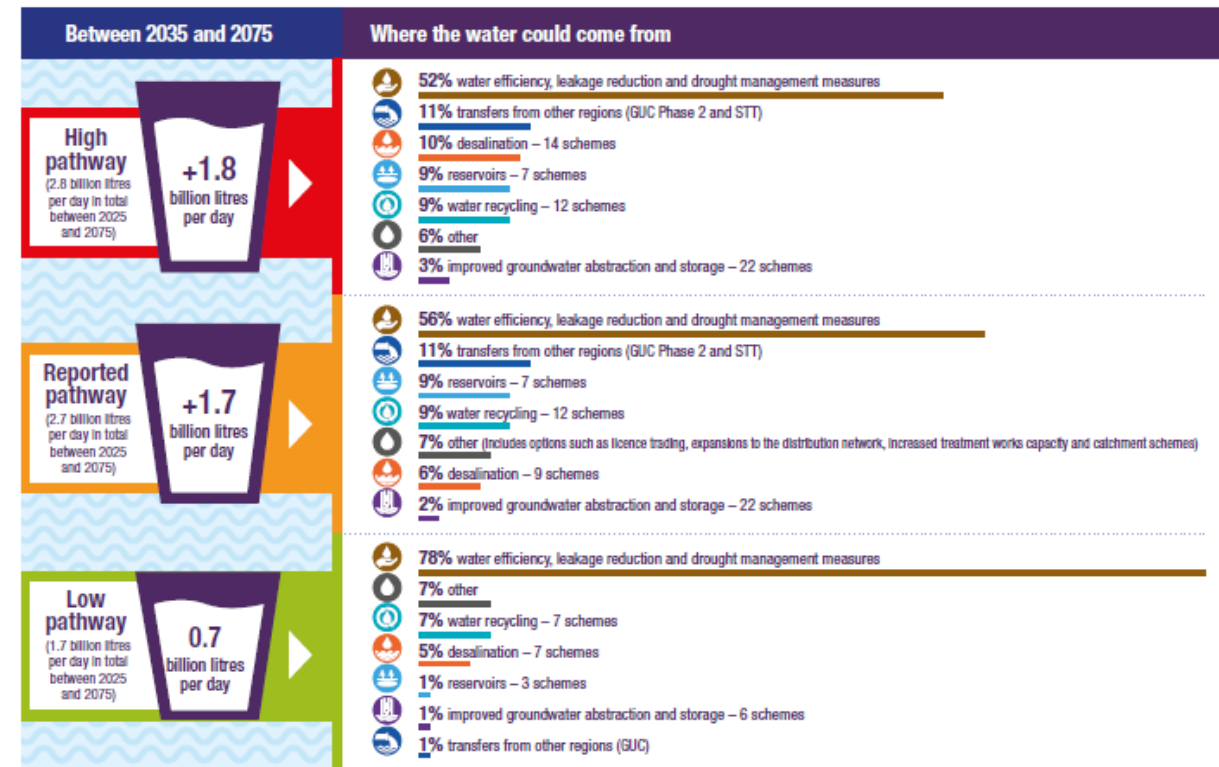 Between 2035 and 2075
Where the water could come from
High
pathway
(2.8 billion litres
per day in total
between 2025
and 2075)
+1.8
billion litres
per day
52% water efficiency, leakage reduction and drought management measures
11% transfers from other regions (GUC Phase 2 and STT)
10% desalination – 14 schemes
9% reservoirs – 7 schemes
9% water recycling – 12 schemes
6% other
3% improved groundwater abstraction and storage – 22 schemes
Reported
pathway
(2.7 billion litres
per day in total
between 2025
and 2075)
+1.7
billion litres
per day
56% water efficiency, leakage reduction and drought management measures
11% transfers from other regions (GUC Phase 2 and STT)
9% reservoirs – 7 schemes
9% water recycling – 12 schemes
7% other (includes options such as licence trading, expansions to the distribution network, increased treatment works capacity and catchment schemes)
6% desalination – 9 schemes
2% improved groundwater abstraction and storage – 22 schemes
Low
pathway
(1.7 billion litres
per day in total
between 2025
and 2075)
0.7
billion litres
per day
78% water efficiency, leakage reduction and drought management measures
7% other
7% water recycling – 7 schemes
5% desalination – 7 schemes
1% reservoirs – 3 schemes
1% improved groundwater abstraction and storage – 6 schemes
1% transfers from other regions (GUC)